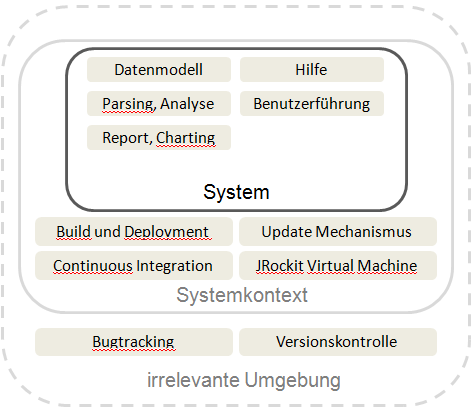 Datenmodell
Hilfe
Parsing, Analyse
Benutzerführung
Report, Charting
System
Build und Deplovment
Update Mechanismus
Continuous Integration
JRockit Virtual Machine
Systemkontext
Bugtracking
Versionskontrolle
irrelevante Umgebung